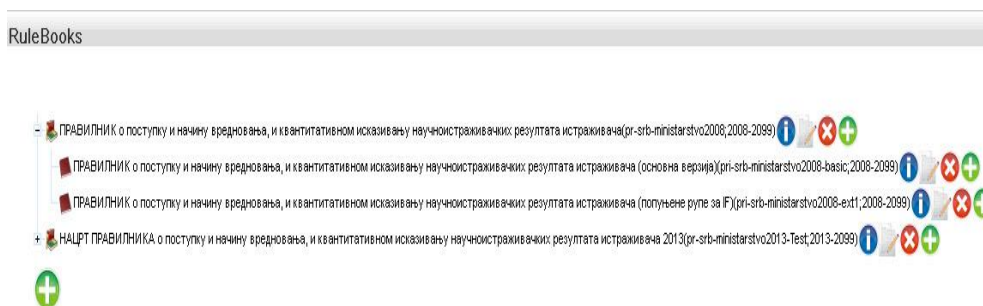 RuleBooks
ПРАВИЛНИК о поступку и начину вредновања, и квантитативном исказивању научноистраживачких резултата истраживача(pr-srb-ministarstvo2008;2008-2099)
ПРАВИЛНИК о поступку и начину вредновања, и квантитативном исказивању научноистраживачких резултата истраживача (основна верзија)(pri-srb-ministarstvo2008-basic;2008-2099)
ПРАВИЛНИК о поступку и начину вредновања, и квантитативном исказивању научноистраживачких резултата истраживача (попуњене рупе за IF)(pri-srb-ministarstvo2008-ext1;2008-2099)
НАЦРТ ПРАВИЛНИКА о поступку и начину вредновања, и квантитативном исказивању научноистраживачких резултата истраживача 2013(pr-srb-ministarstvo2013-Test;2013-2099)